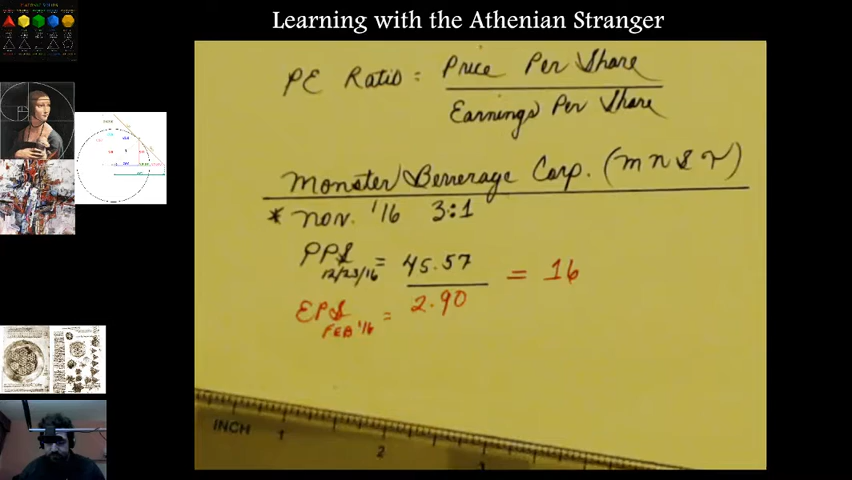 Learning with the Athenian Stranger
PE Ratio = Price Per Share
Earnings Per Share
Monster Beverage Corp. (MNST)
* Nov. '16 3:1
PPS 12/23/16 = 45.57
= 16
EPS FEB '16 = 2.90
INCH 1 2 3